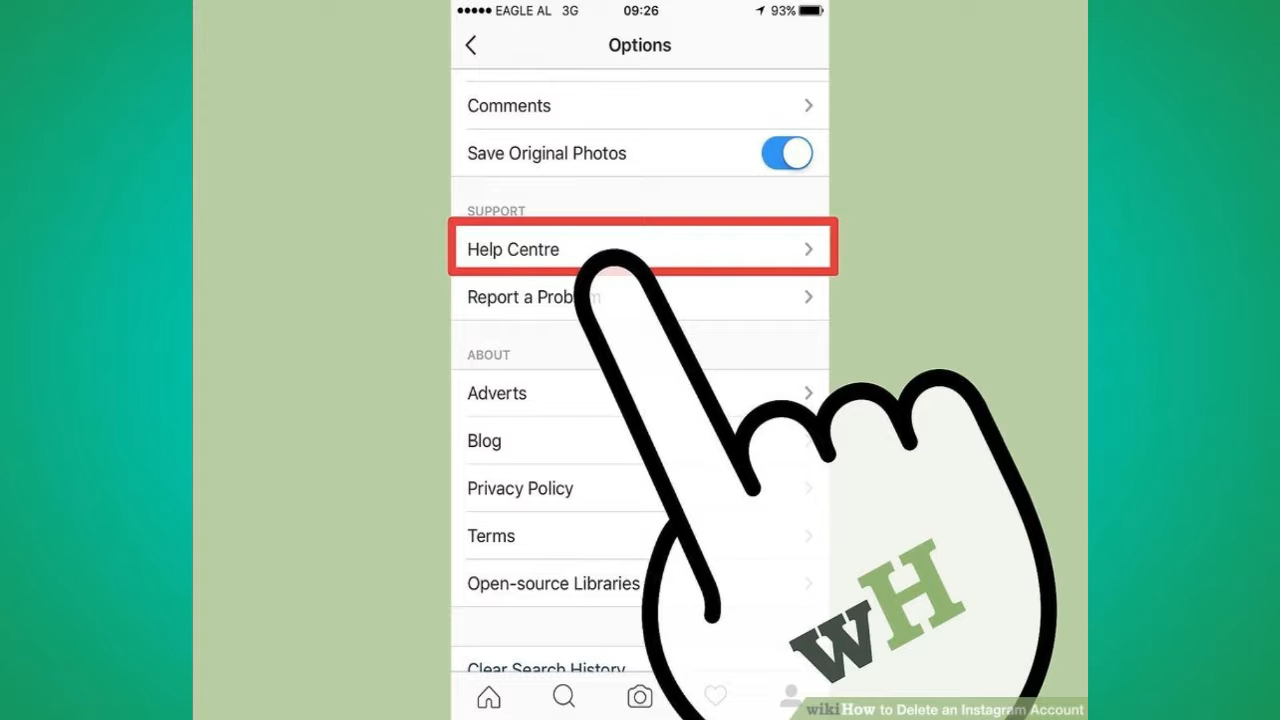 EAGLE AL 3G 09:26 93%
Options
Comments
Save Original Photos
SUPPORT
Help Centre
Report a Problem
ABOUT
Adverts
Blog
Privacy Policy
Terms
Open-source Libraries
Clear Search History
wH
wikiHow to Delete an Instagram Account